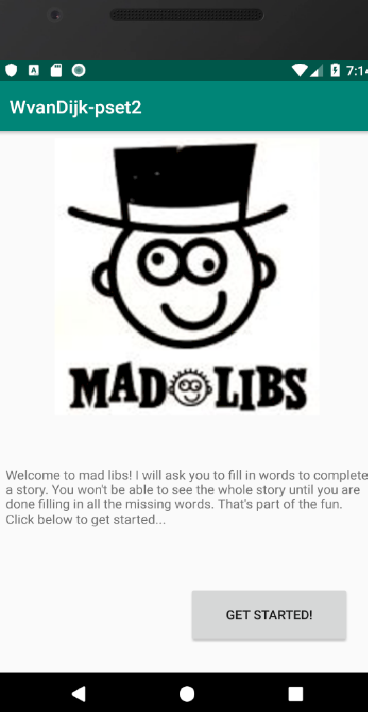 7:1
WvanDijk-pset2
MAD LIBS
Welcome to mad libs! I will ask you to fill in words to complete
a story. You won't be able to see the whole story until you are
done filling in all the missing words. That's part of the fun.
Click below to get started...
GET STARTED!